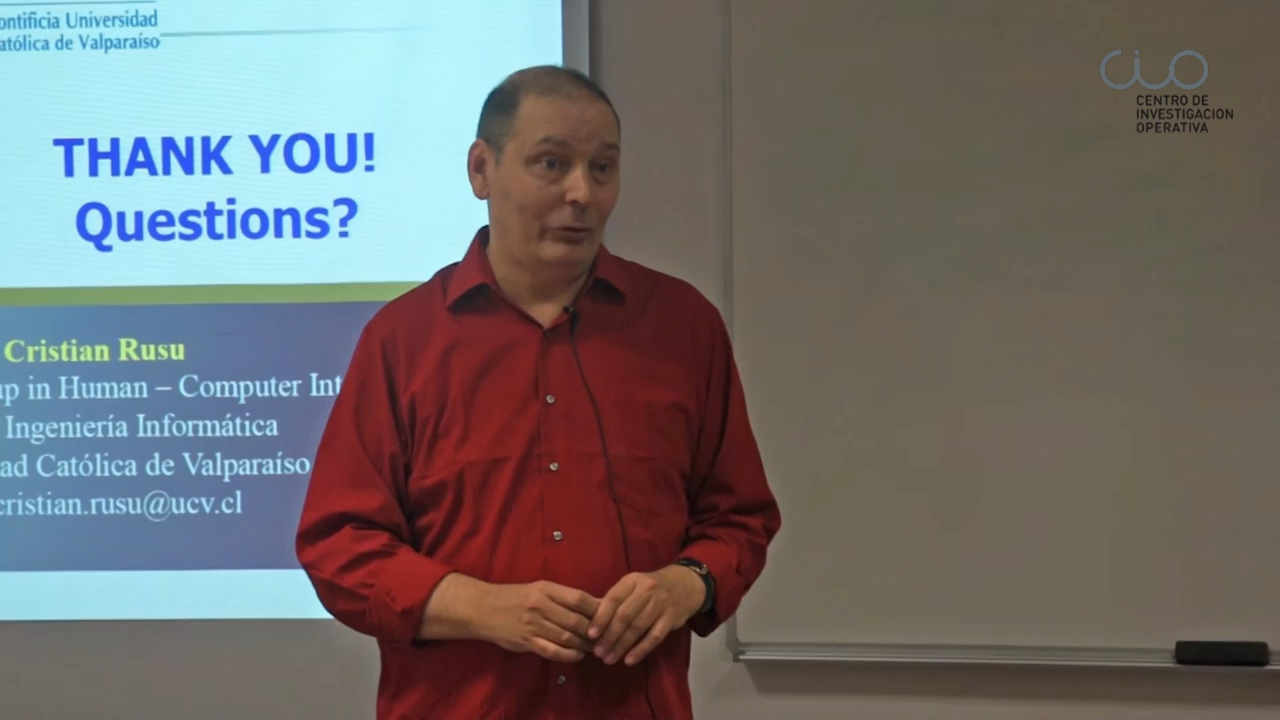 ontificia Universidad
atólica de Valparaíso
THANK YOU!
Questions?
Cristian Rusu
up in Human – Computer Int
Ingeniería Informática
ad Católica de Valparaíso
cristian.rusu@ucv.cl
CIO
CENTRO DE
INVESTIGACION
OPERATIVA